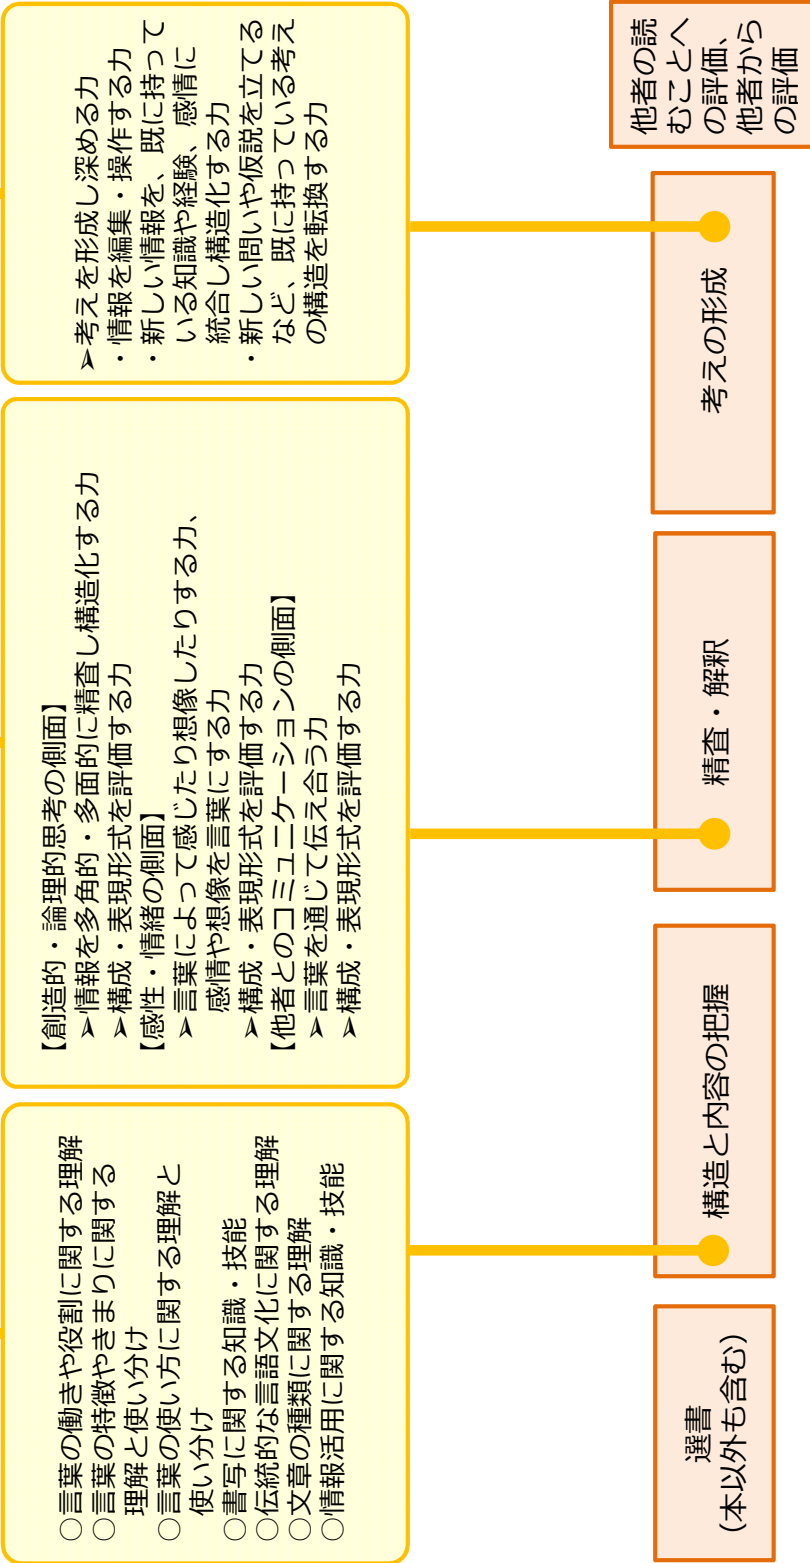 ○言葉の働きや役割に関する理解
○言葉の特徴やきまりに関する
理解と使い分け
○言葉の使い方に関する理解と
使い分け
○書写に関する知識・技能
○伝統的な言語文化に関する理解
○文章の種類に関する理解
○情報活用に関する知識・技能
【創造的・論理的思考の側面】
➢情報を多角的・多面的に精査し構造化する力
➢構成・表現形式を評価する力
【感性・情緒の側面】
➢言葉によって感じたり想像したりする力、
感情や想像を言葉にする力
➢構成・表現形式を評価する力
【他者とのコミュニケーションの側面】
➢言葉を通じて伝え合う力
➢構成・表現形式を評価する力
➢考えを形成し深める力
・情報を編集・操作する力
・新しい情報を、既に持って
いる知識や経験、感情に
統合し構造化する力
・新しい問いや仮説を立てる
など、既に持っている考え
の構造を転換する力
選書
(本以外も含む)
構造と内容の把握
精査・解釈
考えの形成
他者の読
むことへ
の評価、
他者から
の評価